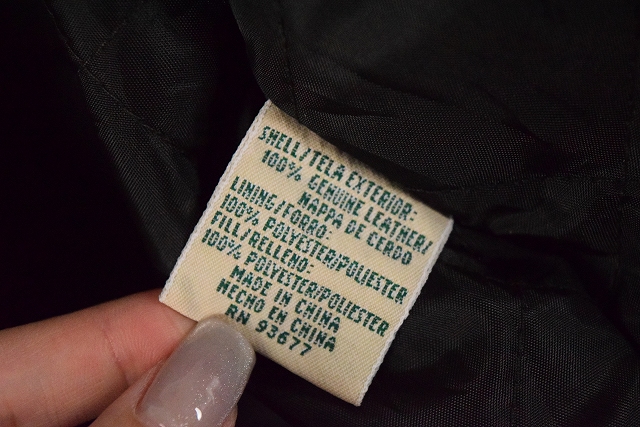 SHELL/TELA EXTERIOR:
100% GENUINE LEATHER/
NAPPA DE CERDO
LINING/FORRO:
100% POLYESTER/POLIESTER
FILL/RELLENO:
100% POLYESTER/POLIESTER
MADE IN CHINA
HECHO EN CHINA
RN 93677